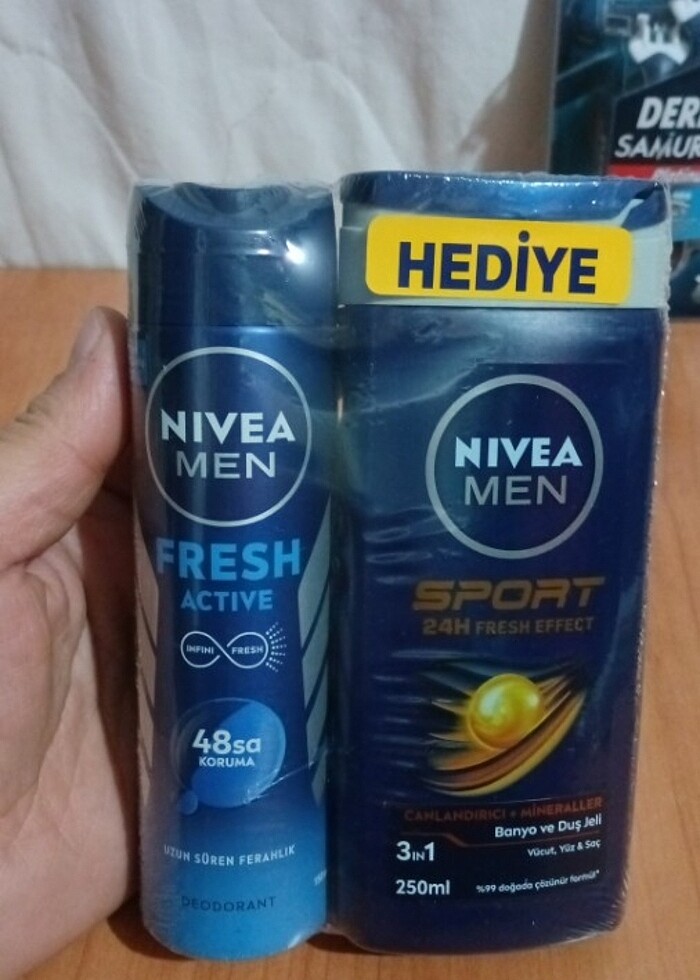 DER
SAMUR
HEDİYE
NIVEA
MEN
FRESH
ACTIVE
INFINI FRESH
48sa
KORUMA
UZUN SÜREN FERAHLIK
DEODORANT
NIVEA
MEN
SPORT
24H FRESH EFFECT
CANLANDIRICI + MİNERALLER
Banyo ve Duş Jeli
3IN1
Vücut, Yüz & Saç
250ml
%99 doğada çözünür formül*